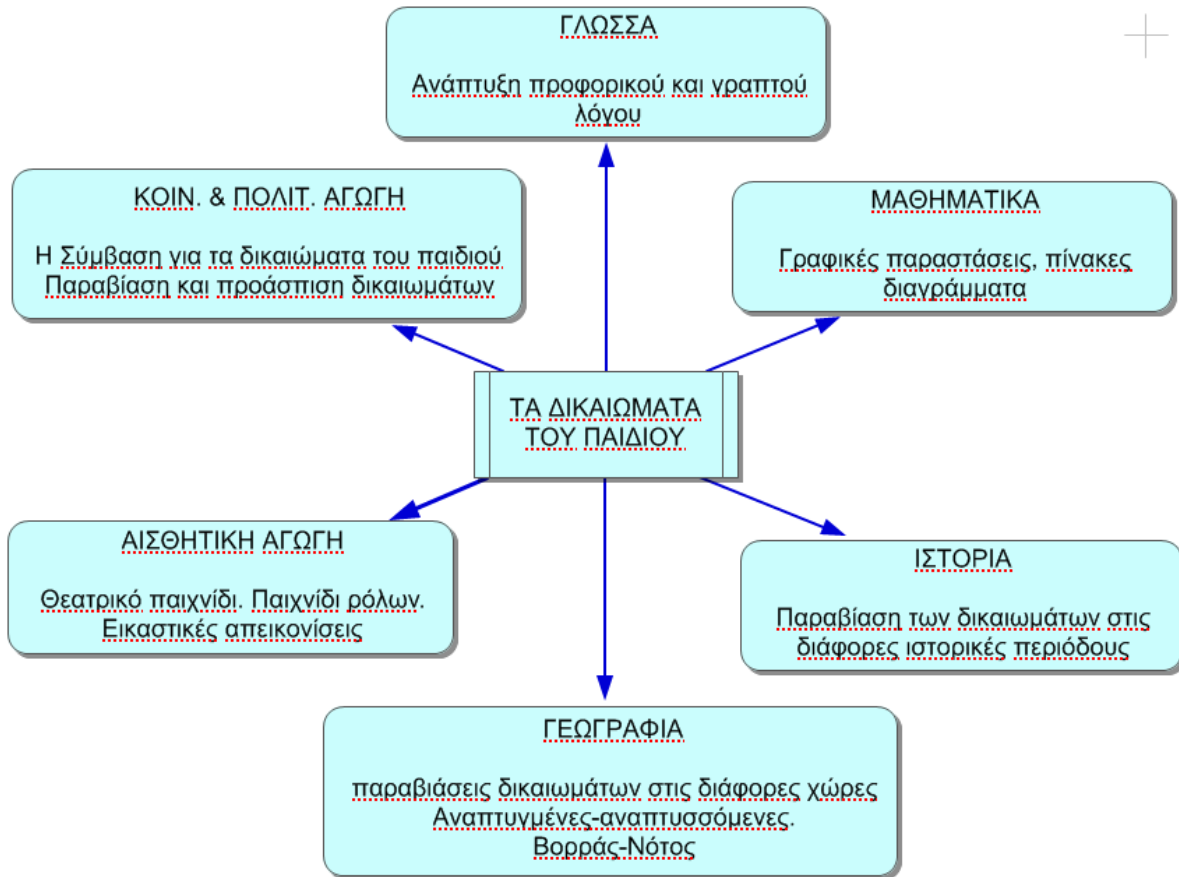 ΓΛΩΣΣΑ
Ανάπτυξη προφορικού και γραπτού
λόγου
ΚΟΙΝ. & ΠΟΛΙΤ. ΑΓΩΓΗ
Η Σύμβαση για τα δικαιώματα του παιδιού
Παραβίαση και προάσπιση δικαιωμάτων
ΜΑΘΗΜΑΤΙΚΑ
Γραφικές παραστάσεις, πίνακες
διαγράμματα
ΤΑ ΔΙΚΑΙΩΜΑΤΑ
ΤΟΥ ΠΑΙΔΙΟΥ
ΑΙΣΘΗΤΙΚΗ ΑΓΩΓΗ
Θεατρικό παιχνίδι. Παιχνίδι ρόλων.
Εικαστικές απεικονίσεις
ΙΣΤΟΡΙΑ
Παραβίαση των δικαιωμάτων στις
διάφορες ιστορικές περιόδους
ΓΕΩΓΡΑΦΙΑ
παραβιάσεις δικαιωμάτων στις διάφορες χώρες
Αναπτυγμένες-αναπτυσσόμενες.
Βορράς-Νότος